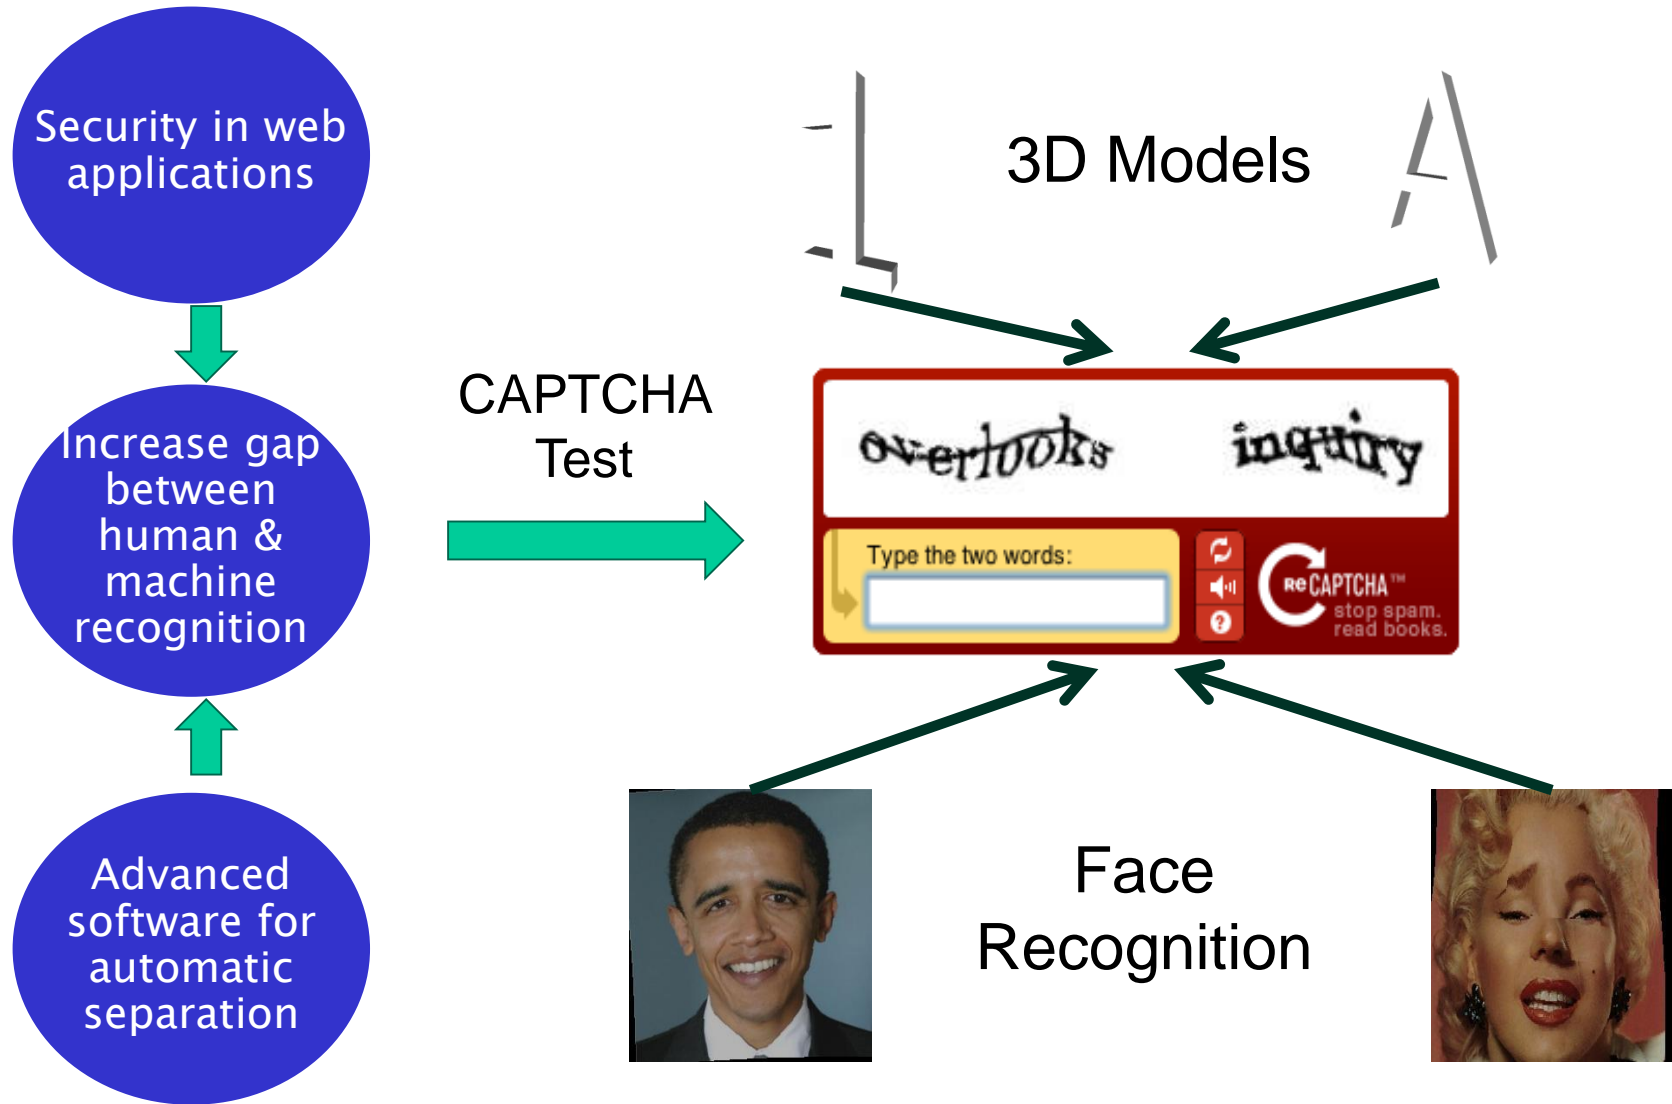 Security in web
applications
Increase gap
between
human &
machine
recognition
Advanced
software for
automatic
separation
CAPTCHA
Test
L
3D Models
A
overlooks inquiry
Type the two words:
ReCAPTCHA™
stop spam.
read books.
?
Face
Recognition